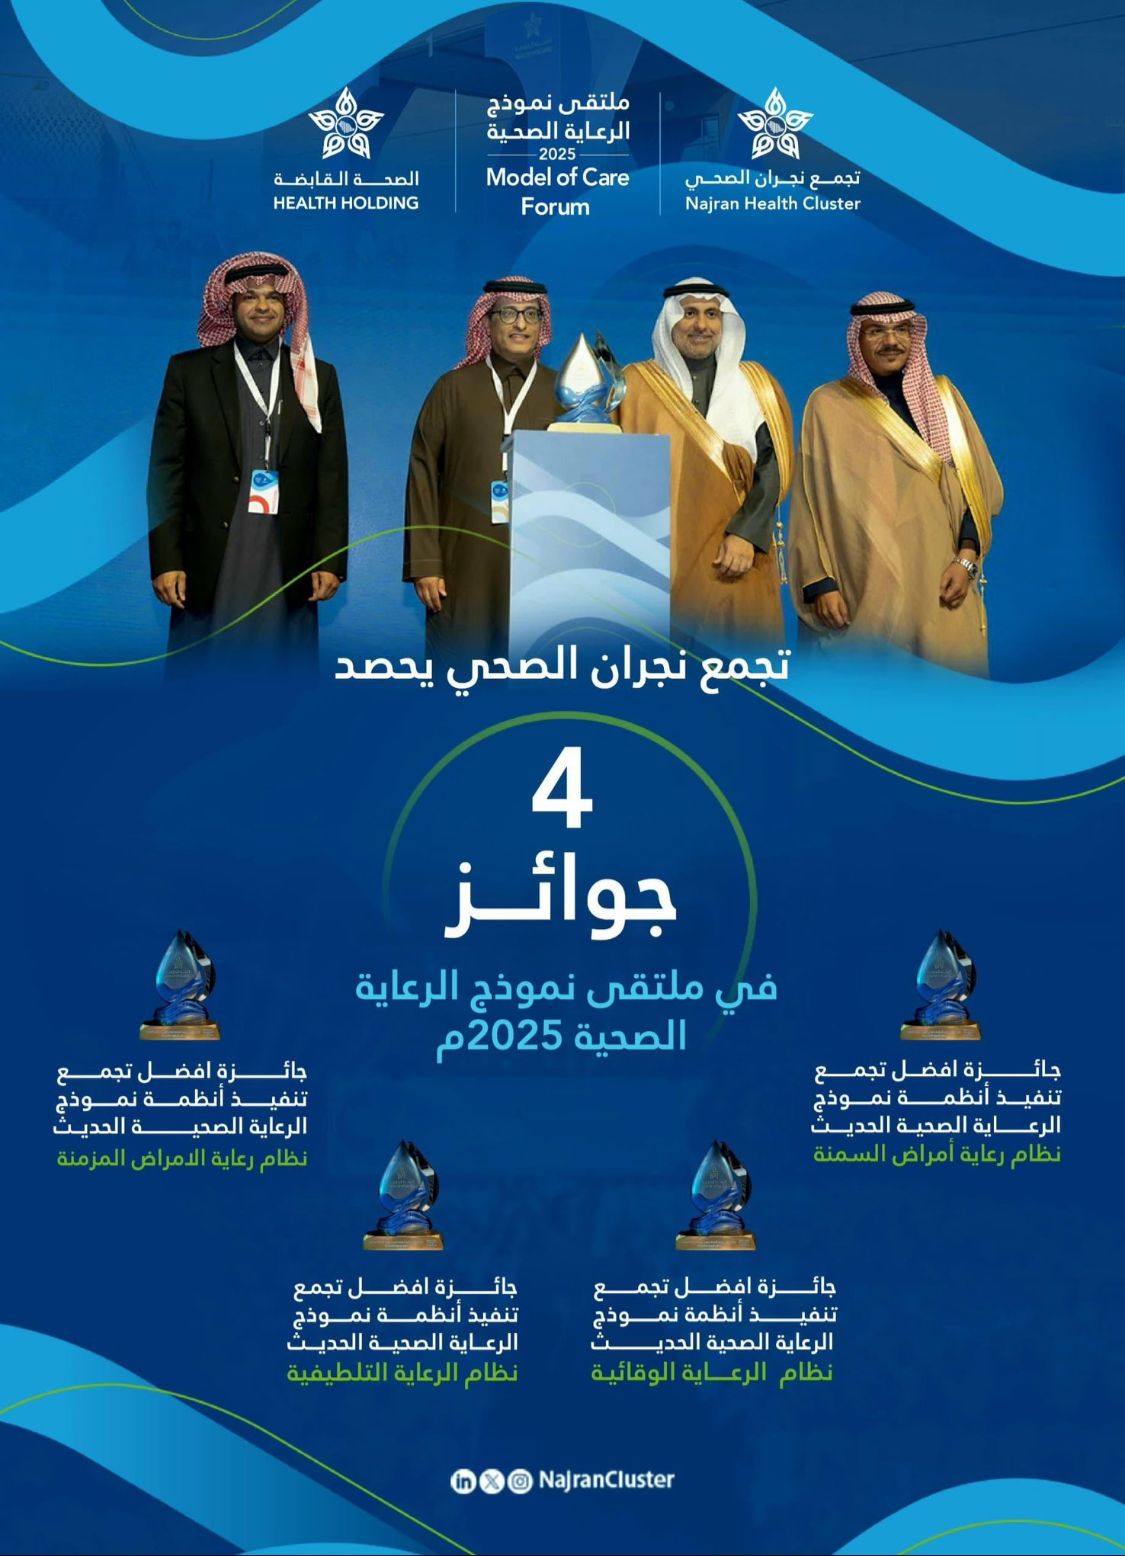 تجمع نجران الصحي
Najran Health Cluster
ملتقى نموذج
الرعاية الصحية
2025
Model of Care
Forum
الصحة القابضة
HEALTH HOLDING
تجمع نجران الصحي يحصد
4
جوائز
في ملتقى نموذج الرعاية
الصحية 2025م
جائزة افضل تجمع
تنفيذ أنظمة نموذج
الرعاية الصحية الحديث
نظام رعاية أمراض السمنة
جائزة افضل تجمع
تنفيذ أنظمة نموذج
الرعاية الصحية الحديث
نظام الرعاية الوقائية
جائزة افضل تجمع
تنفيذ أنظمة نموذج
الرعاية الصحية الحديث
نظام الرعاية التلطيفية
جائزة افضل تجمع
تنفيذ أنظمة نموذج
الرعاية الصحية الحديث
نظام رعاية الامراض المزمنة
NajranCluster